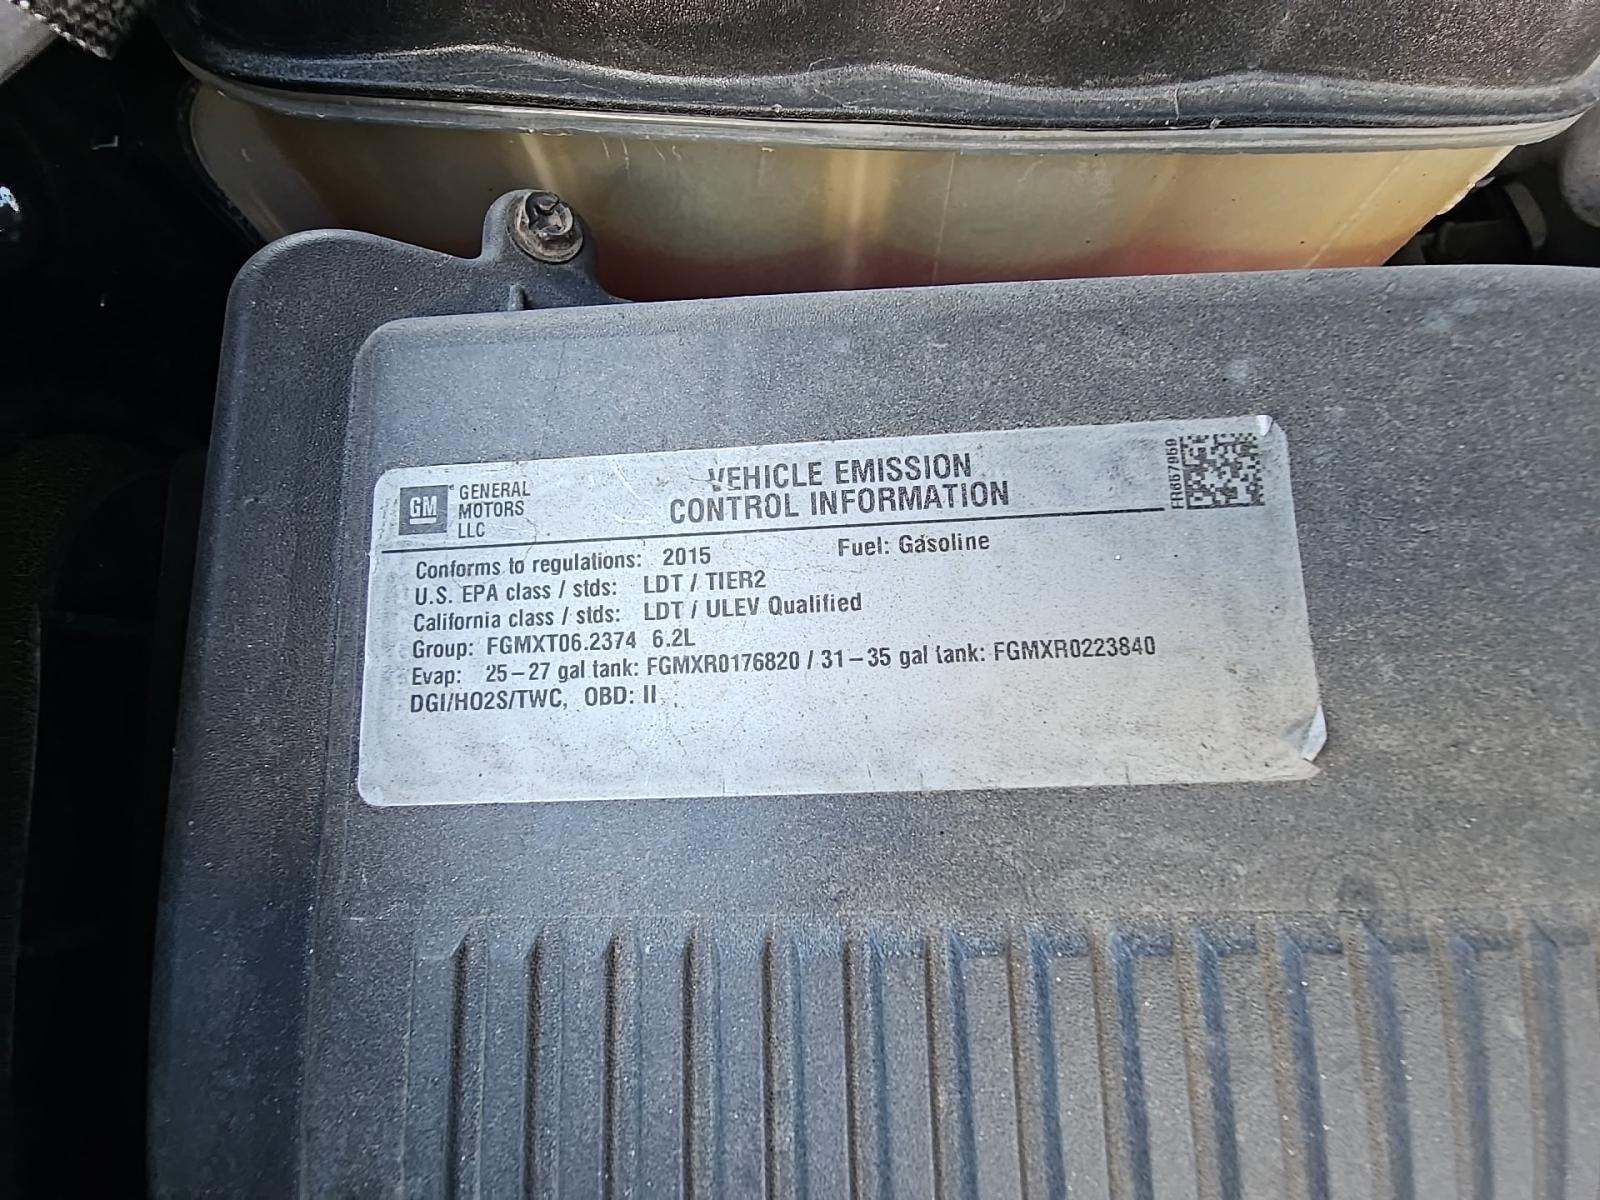 GM GENERAL
MOTORS
LLC
VEHICLE EMISSION
CONTROL INFORMATION
FR657959
Conforms to regulations: 2015 Fuel: Gasoline
U.S. EPA class / stds: LDT / TIER2
California class / stds: LDT / ULEV Qualified
Group: FGMXT06.2374 6.2L
Evap: 25-27 gal tank: FGMXR0176820 / 31-35 gal tank: FGMXR0223840
DGI/HO2S/TWC, OBD: II